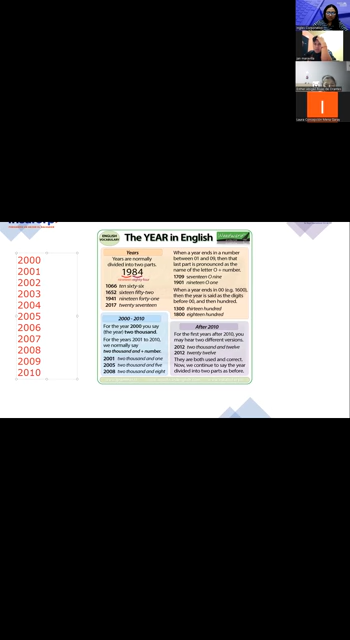 2000
2001
2002
2003
2004
2005
2006
2007
2008
2009
2010
ENGLISH
VOCABULARY
The YEAR in English
Years
Years are normally
divided into two parts.
1984
nineteen eighty-four
1066 ten sixty-six
1652 sixteen fifty-two
1941 nineteen forty-one
2017 twenty seventeen
When a year ends in a number
between 01 and 09, then that
last part is pronounced as the
name of the letter O + number.
1709 seventeen O nine
1901 nineteen O one
When a year ends in 00 (e.g. 1600),
then the year is said as the digits
before 00, and then hundred.
1300 thirteen hundred
1800 eighteen hundred
2000 - 2010
For the year 2000 you say
(the year) two thousand.
For the years 2001 to 2010,
we normally say
two thousand and + number.
2001 two thousand and one
2005 two thousand and five
2008 two thousand and eight
After 2010
For the first years after 2010, you
may hear two different versions.
2012 two thousand and twelve
2012 twenty twelve
They are both used and correct.
Now, we continue to say the year
divided into two parts as before.
I